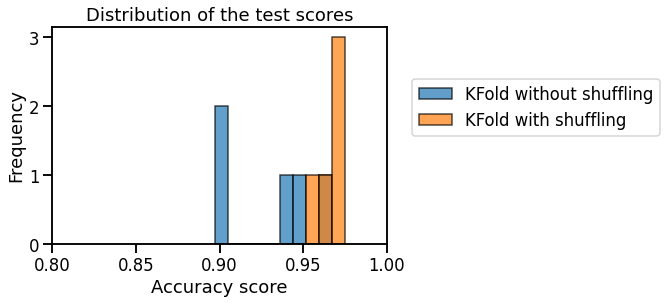 Distribution of the test scores
3
2
1
0
Frequency
0.80 0.85 0.90 0.95 1.00
Accuracy score
KFold without shuffling
KFold with shuffling